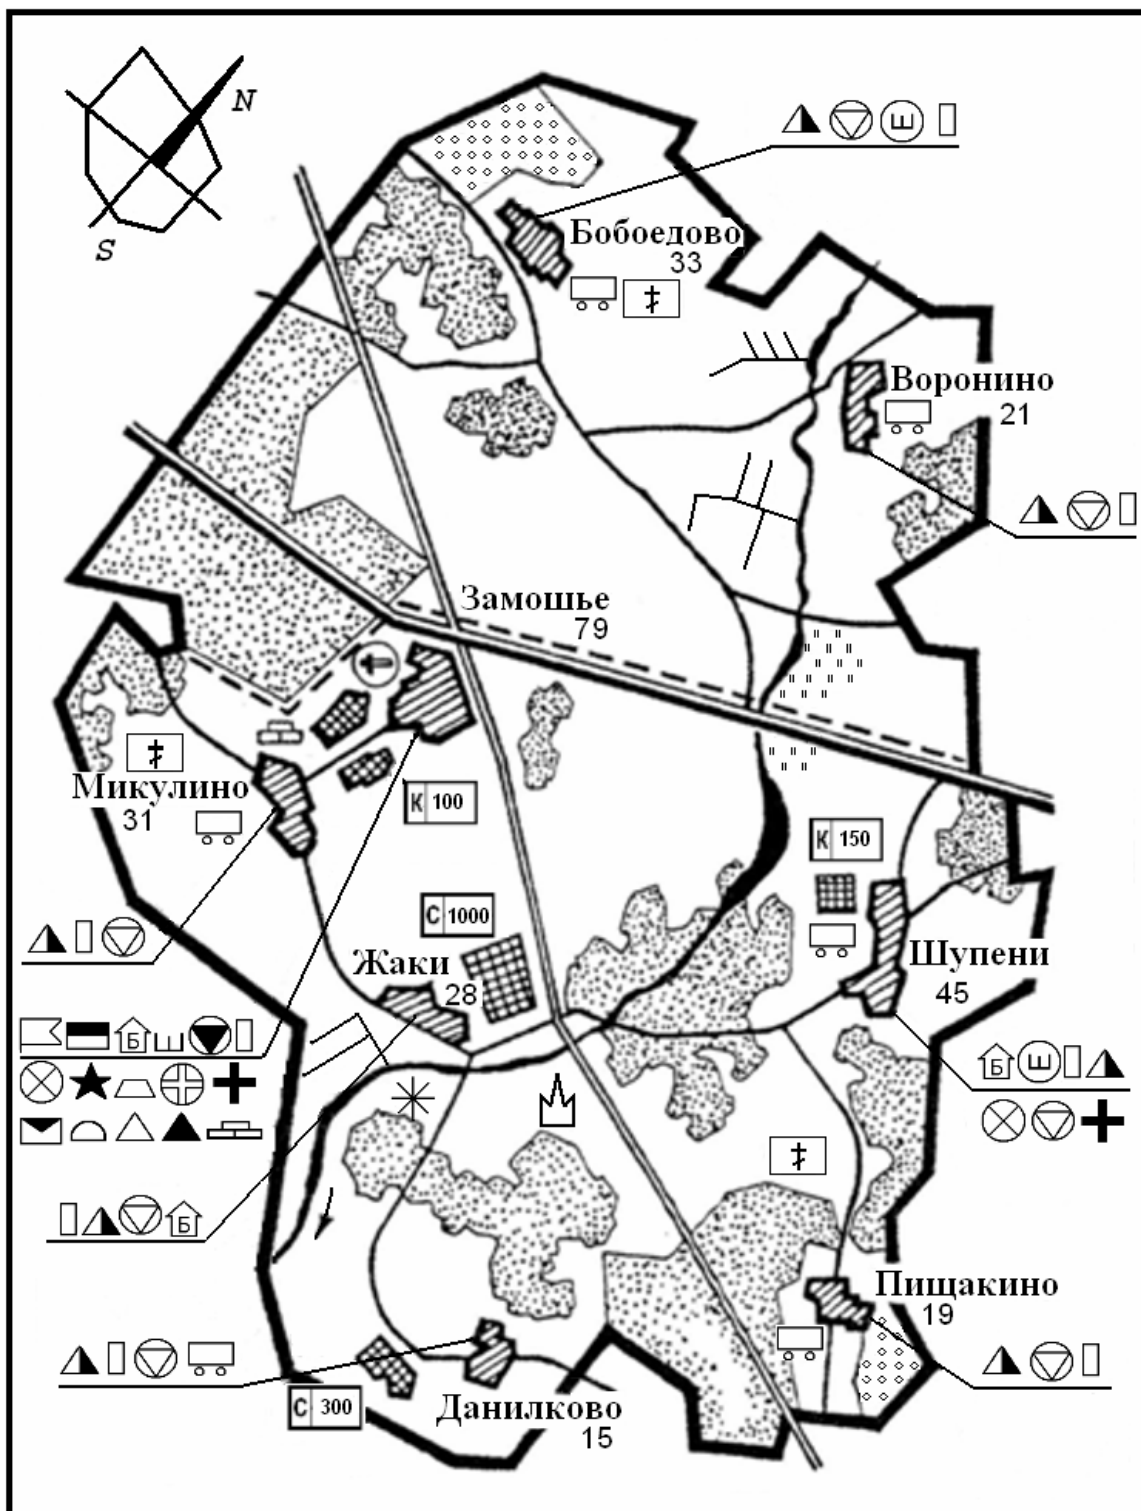 N
S
Бобоедово
33
Воронино
21
Замошье
79
Микулино
31
К 100
К 150
С 1000
Жаки
28
Шупени
45
Б
Б
Б
Пищакино
19
С 300
Данилково
15